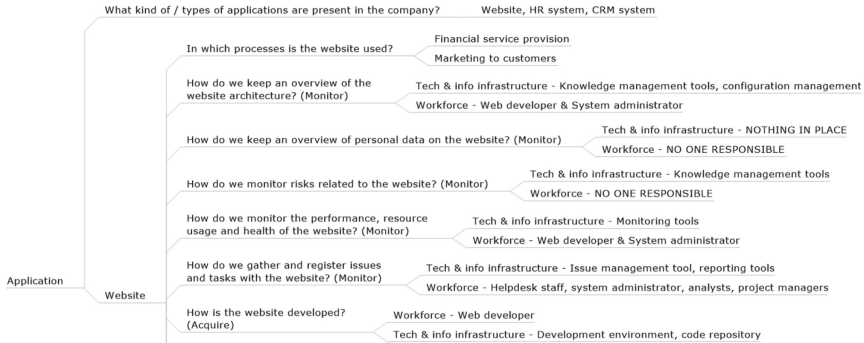 What kind of / types of applications are present in the company?
Website, HR system, CRM system
In which processes is the website used?
Financial service provision
Marketing to customers
How do we keep an overview of the
website architecture? (Monitor)
Tech & info infrastructure - Knowledge management tools, configuration management
Workforce - Web developer & System administrator
How do we keep an overview of personal data on the website? (Monitor)
Tech & info infrastructure - NOTHING IN PLACE
Workforce - NO ONE RESPONSIBLE
How do we monitor risks related to the website? (Monitor)
Tech & info infrastructure - Knowledge management tools
Workforce - NO ONE RESPONSIBLE
How do we monitor the performance, resource
usage and health of the website? (Monitor)
Tech & info infrastructure - Monitoring tools
Workforce - Web developer & System administrator
Application
Website
How do we gather and register issues
and tasks with the website? (Monitor)
Tech & info infrastructure - Issue management tool, reporting tools
Workforce - Helpdesk staff, system administrator, analysts, project managers
How is the website developed?
(Acquire)
Workforce - Web developer
Tech & info infrastructure - Development environment, code repository